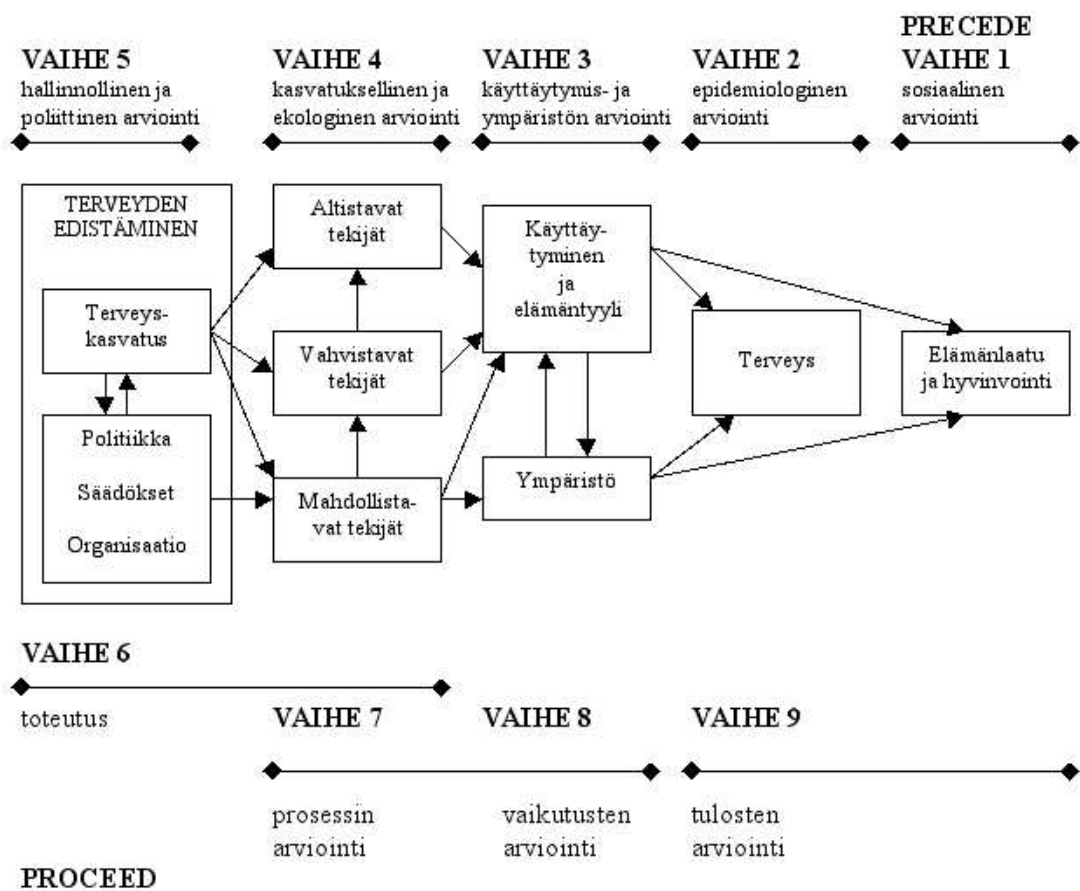 PRECEDE
VAIHE 5
hallinnollinen ja
poliittinen arviointi
VAIHE 4
kasvatuksellinen ja
ekologinen arviointi
VAIHE 3
käyttäytymis- ja
ympäristön arviointi
VAIHE 2
epidemiologinen
arviointi
VAIHE 1
sosiaalinen
arviointi
TERVEYDEN
EDISTÄMINEN
Terveys-
kasvatus
Politiikka
Säädökset
Organisaatio
Altistavat
tekijät
Vahvistavat
tekijät
Mahdollista-
vat tekijät
Käyttäy-
tyminen
ja
elämäntyyli
Ympäristö
Terveys
Elämänlaatu
ja hyvinvointi
VAIHE 6
toteutus
VAIHE 7
VAIHE 8
VAIHE 9
prosessin
arviointi
vaikutusten
arviointi
tulosten
arviointi
PROCEED